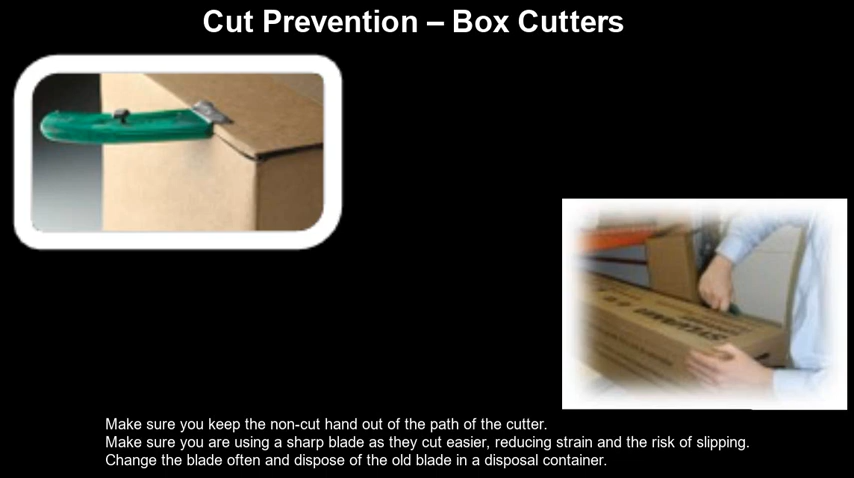 Cut Prevention – Box Cutters
SYLVANIA
Make sure you keep the non-cut hand out of the path of the cutter.
Make sure you are using a sharp blade as they cut easier, reducing strain and the risk of slipping.
Change the blade often and dispose of the old blade in a disposal container.